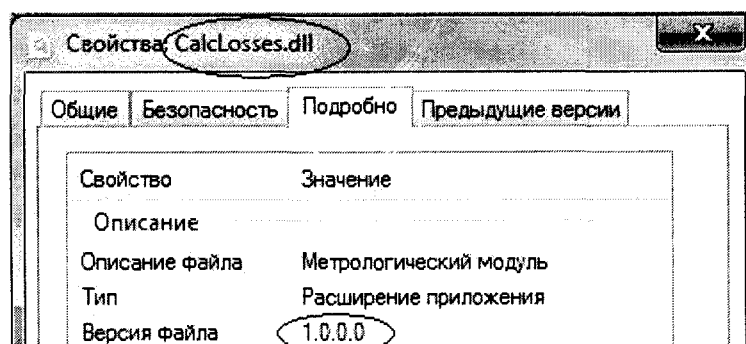 Свойства: CalcLosses.dll
Общие Безопасность Подробно Предыдущие версии
Свойство Значение
Описание
Описание файла Метрологический модуль
Тип Расширение приложения
Версия файла 1.0.0.0